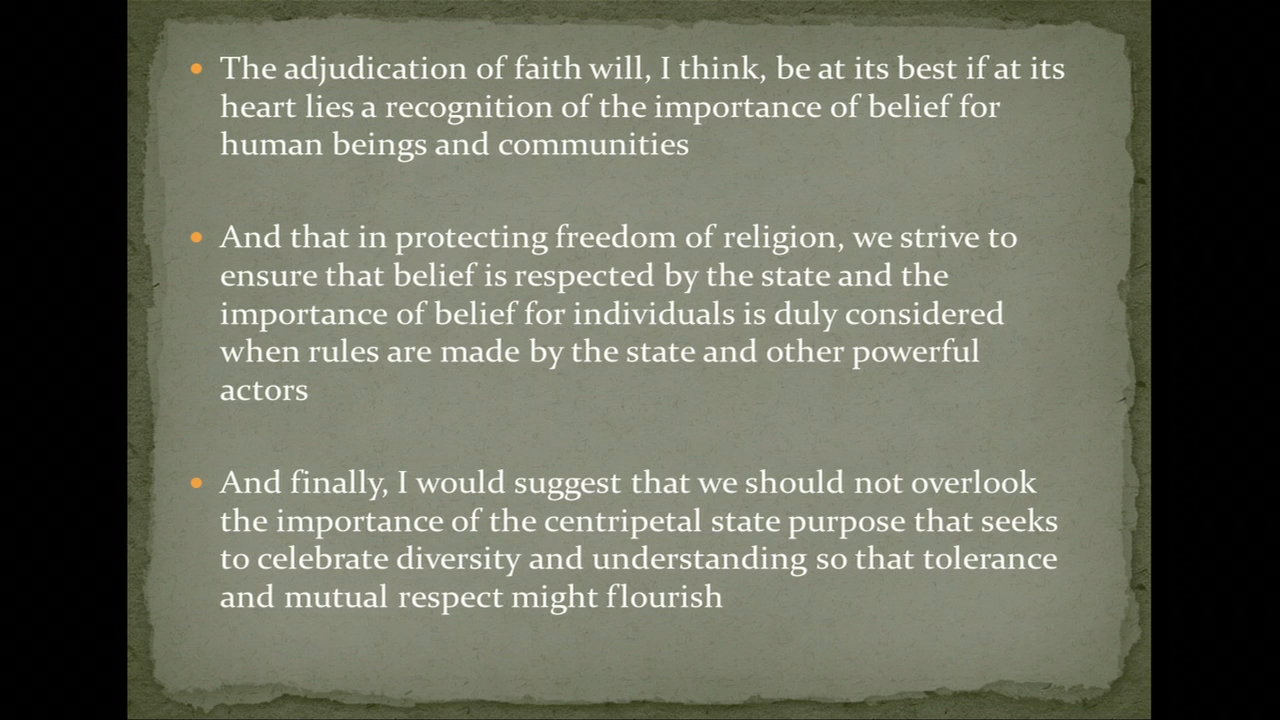 • The adjudication of faith will, I think, be at its best if at its
heart lies a recognition of the importance of belief for
human beings and communities
• And that in protecting freedom of religion, we strive to
ensure that belief is respected by the state and the
importance of belief for individuals is duly considered
when rules are made by the state and other powerful
actors
• And finally, I would suggest that we should not overlook
the importance of the centripetal state purpose that seeks
to celebrate diversity and understanding so that tolerance
and mutual respect might flourish